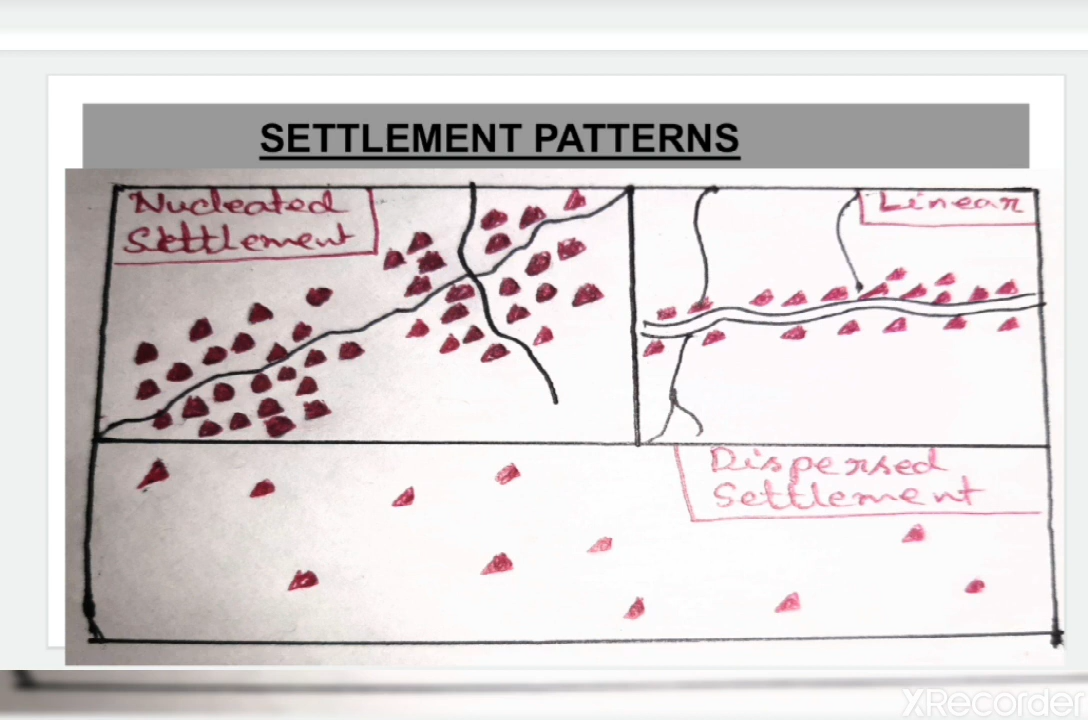 SETTLEMENT PATTERNS
Nucleated
Settlement
Linear
Dispersed
Settlement
XRecorder